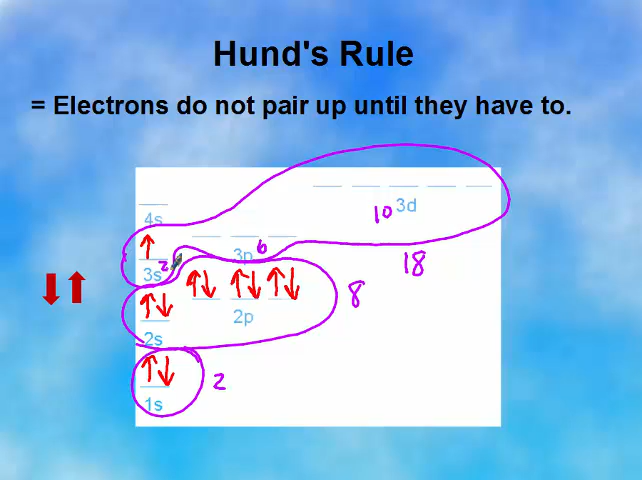 Hund's Rule
= Electrons do not pair up until they have to.
3d
10
4s
18
3p
6
3s
2
8
2p
2s
2
1s